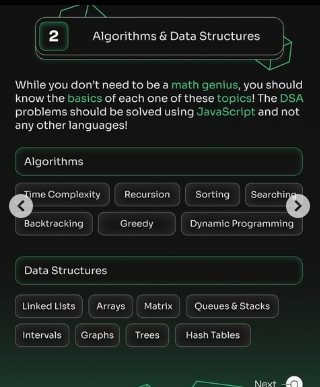 2 Algorithms & Data Structures
While you don't need to be a math genius, you should
know the basics of each one of these topics! The DSA
problems should be solved using JavaScript and not
any other languages!
Algorithms
Time Complexity Recursion Sorting Searching
Backtracking Greedy Dynamic Programming
Data Structures
Linked Lists Arrays Matrix Queues & Stacks
Intervals Graphs Trees Hash Tables
Next